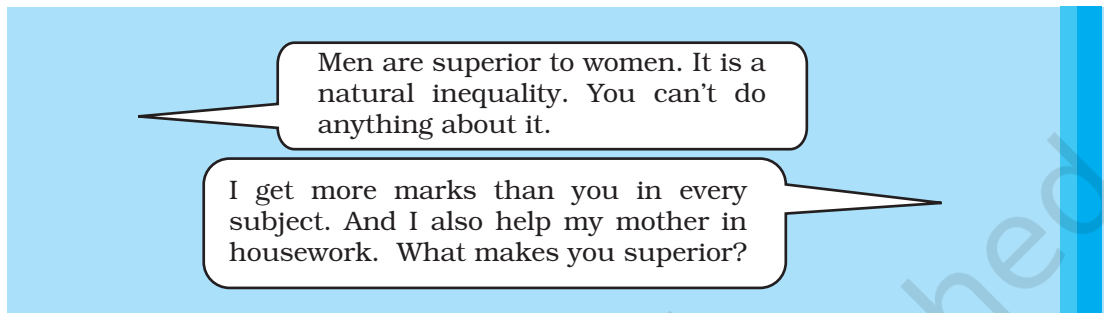 Men are superior to women. It is a
natural inequality. You can't do
anything about it.
I get more marks than you in every
subject. And I also help my mother in
housework. What makes you superior?
hed